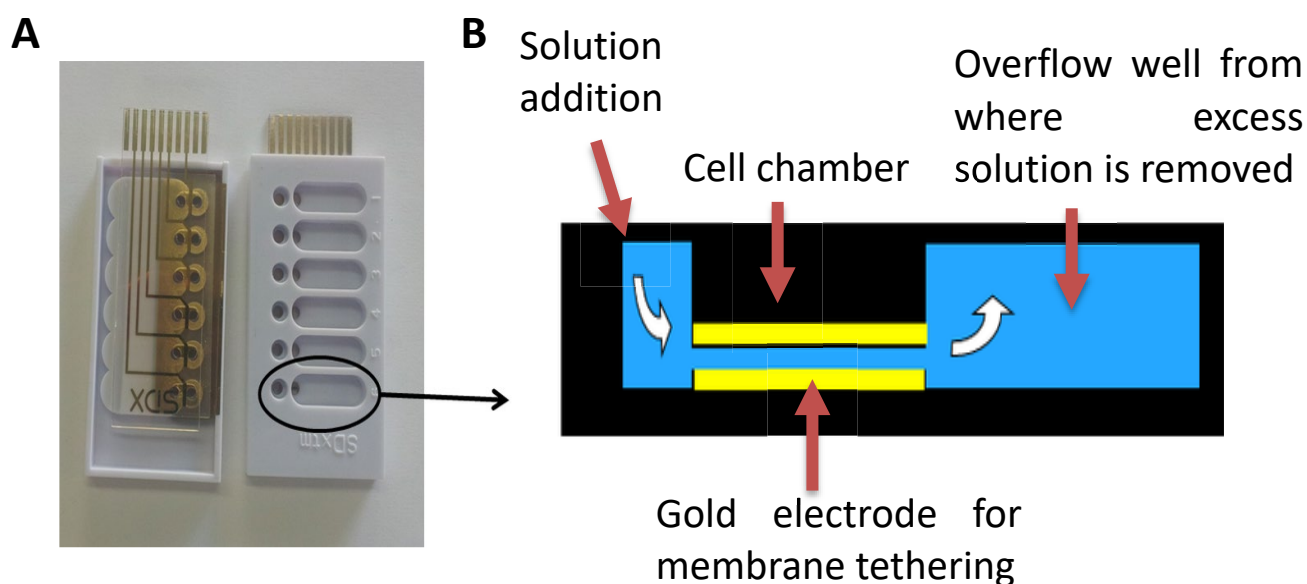 A
B
Solution
addition
Cell chamber
Overflow well from
where excess
solution is removed
1
2
3
4
5
6
SDX
SDxtm
Gold electrode for
membrane tethering